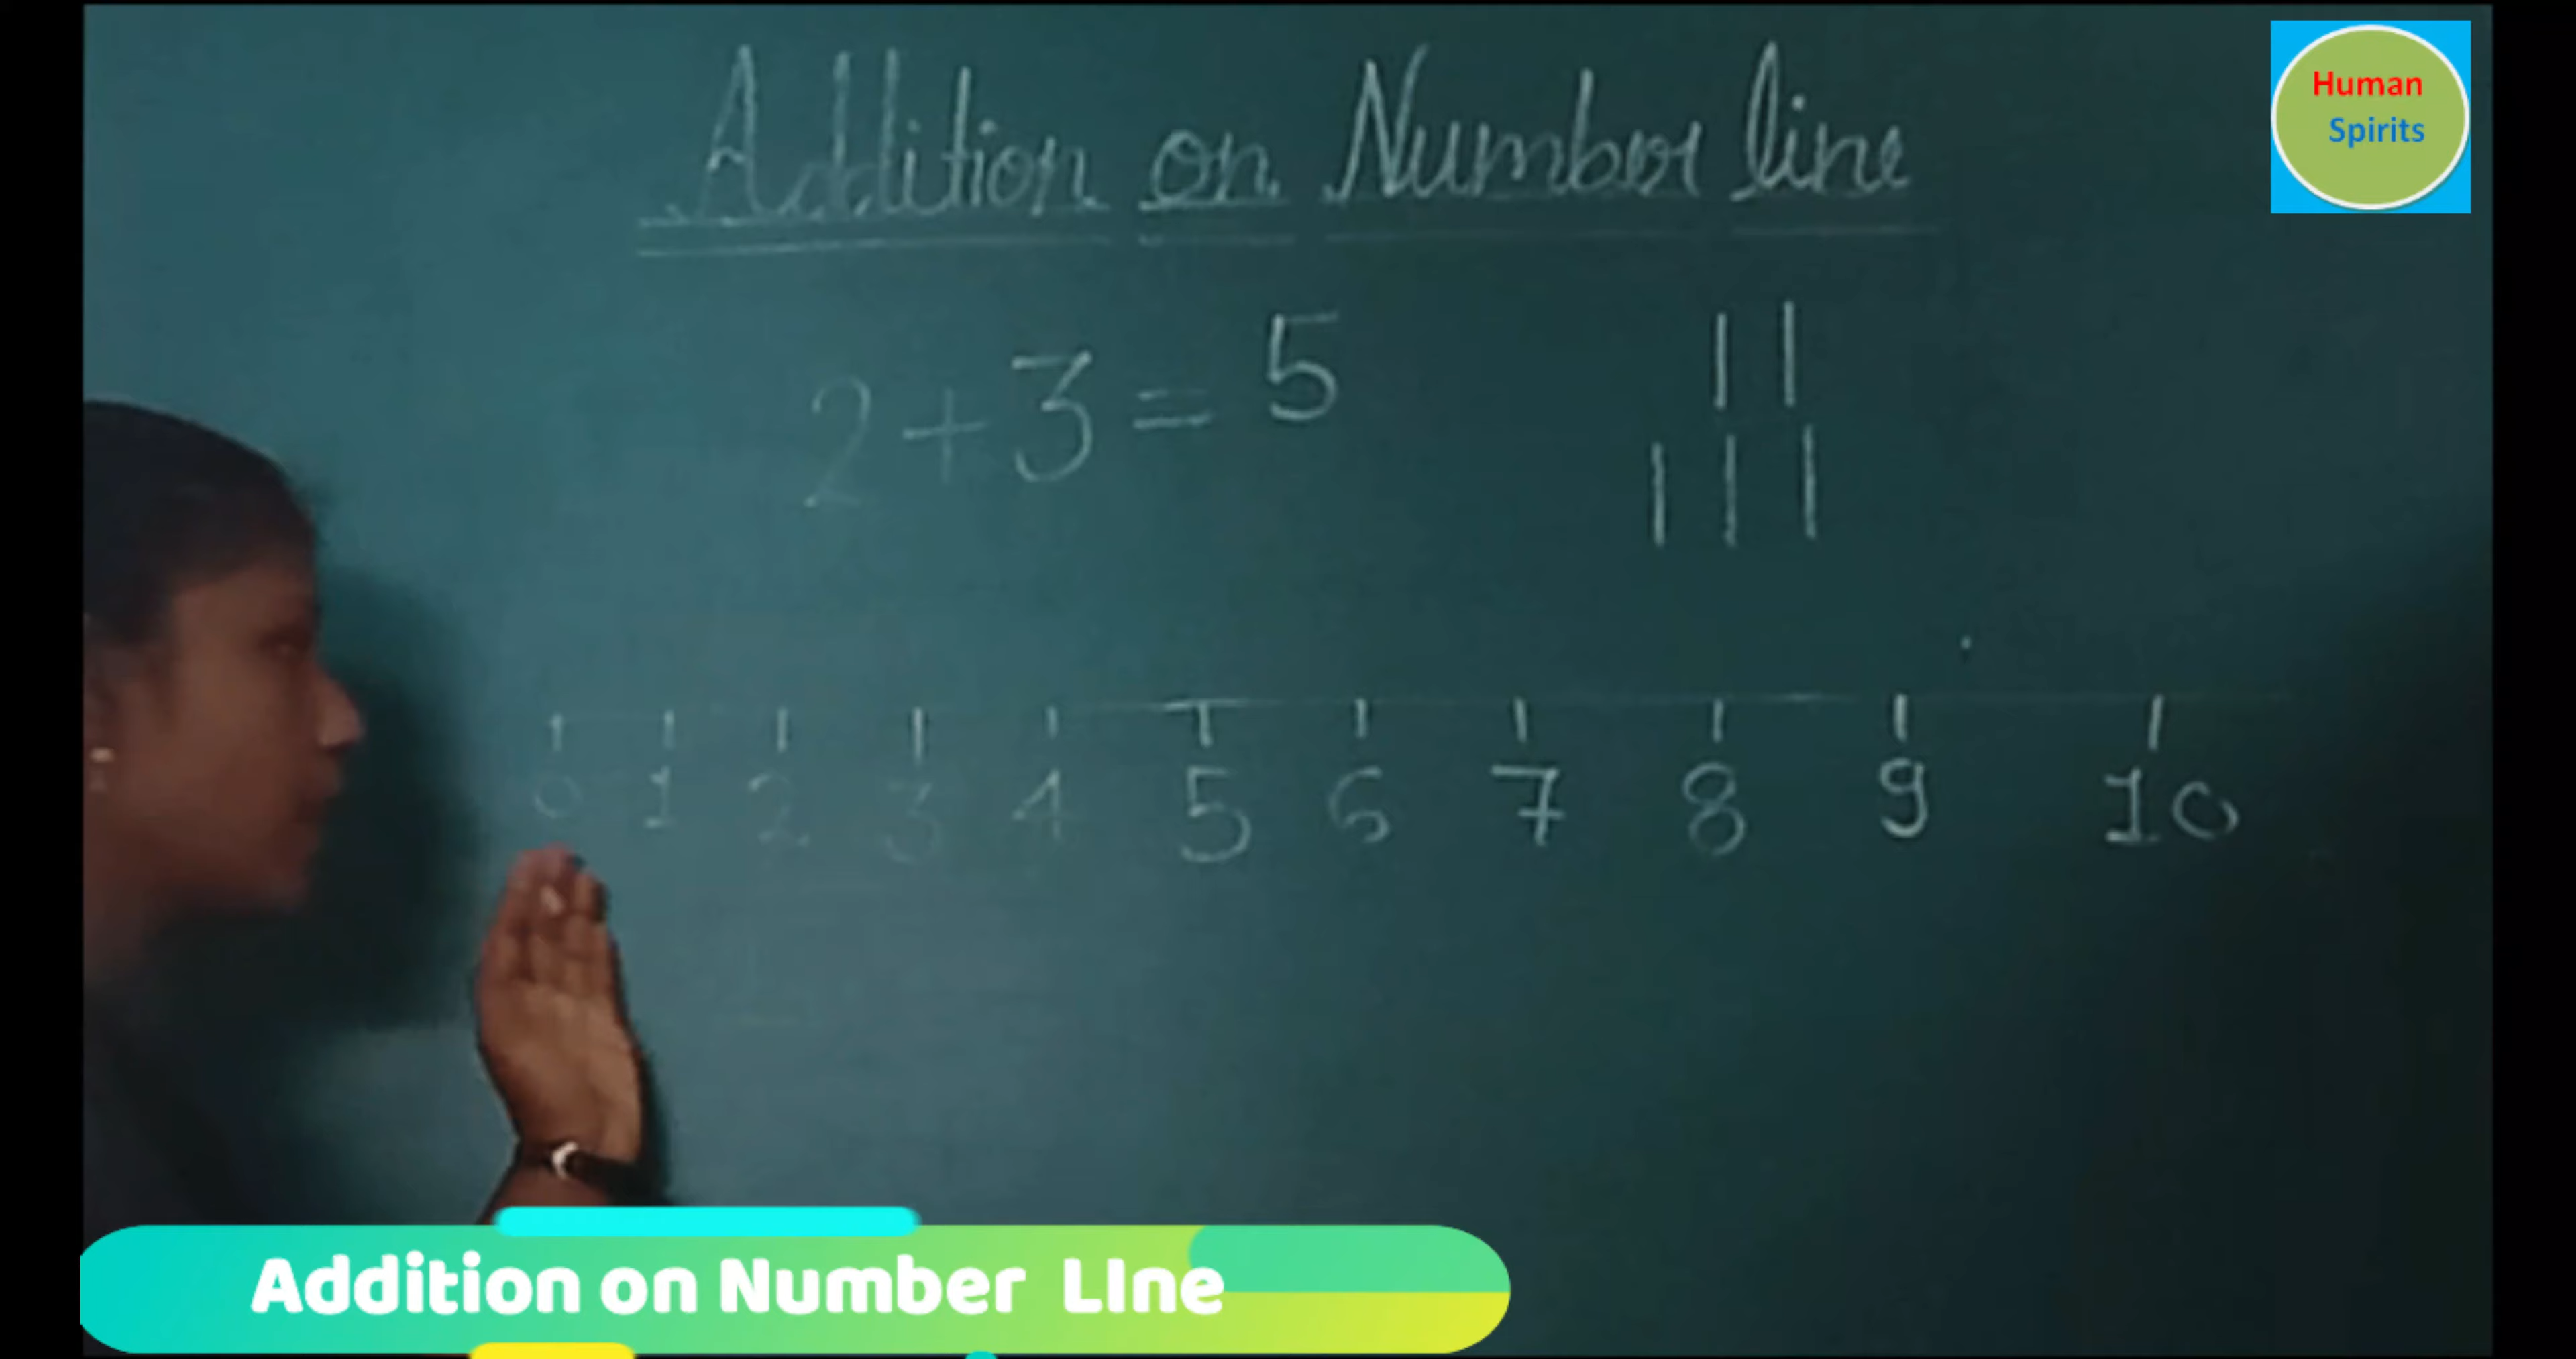 Addition on Number line
Human
Spirits
2+3=5
0 1 2 3 4 5 6 7 8 9 10
Addition on Number LIne